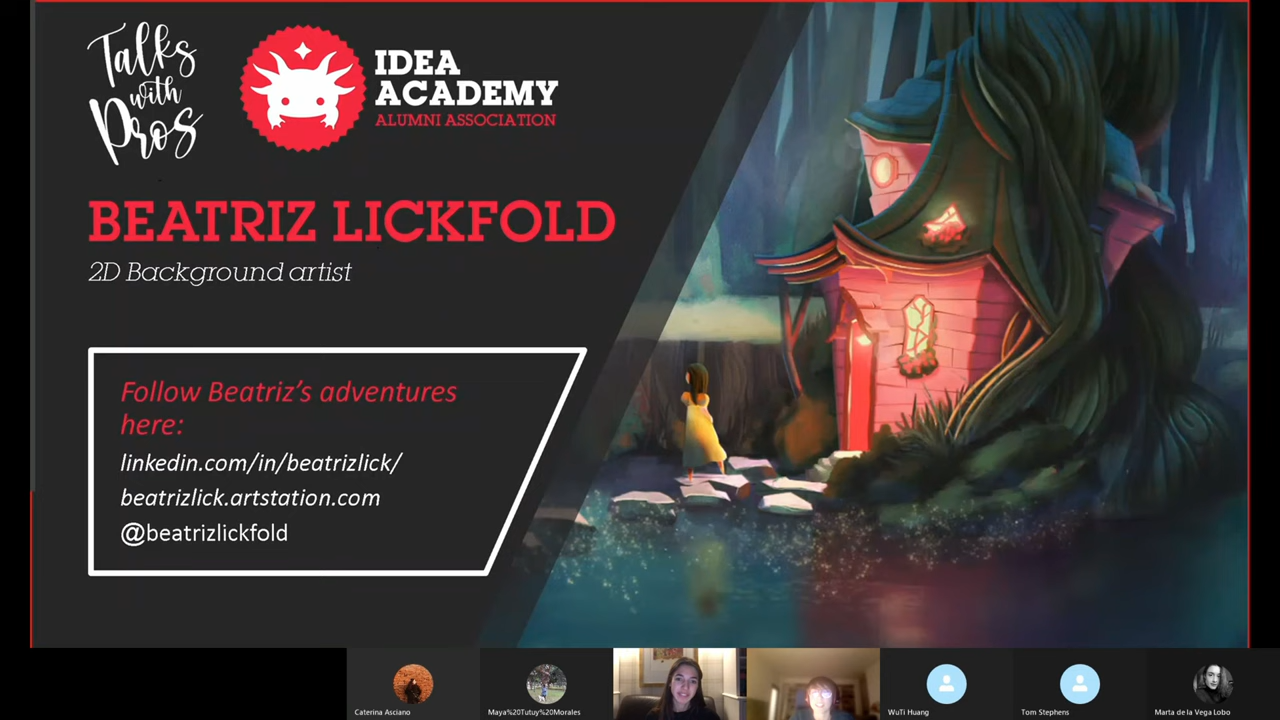 Talks
with
Pros
IDEA
ACADEMY
ALUMNI ASSOCIATION
BEATRIZ LICKFOLD
2D Background artist
Follow Beatriz's adventures
here:
linkedin.com/in/beatrizlick/
beatrizlick.artstation.com
@beatrizlickfold
Caterina Asciano
Maya%20Tutuy%20Morales
WuTi Huang
Tom Stephens
Marta de la Vega Lobo